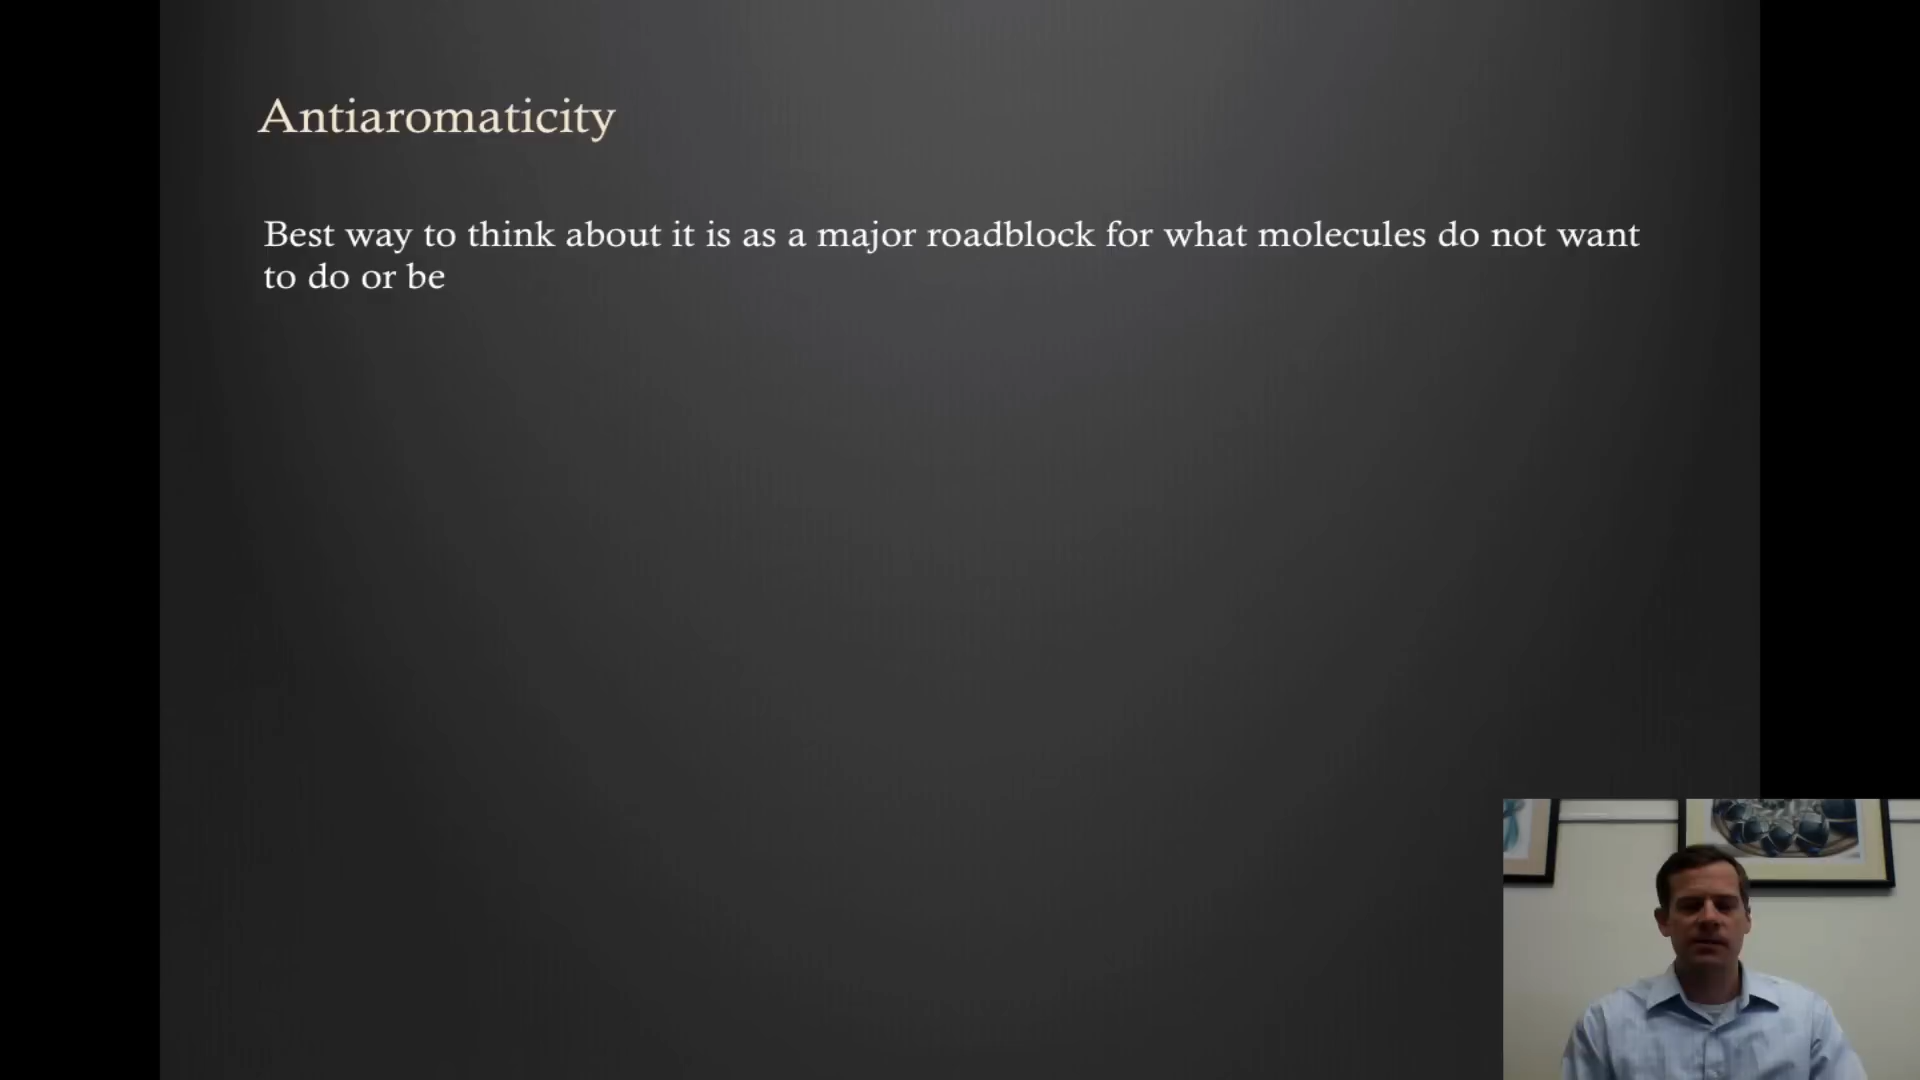 Antiaromaticity
Best way to think about it is as a major roadblock for what molecules do not want
to do or be